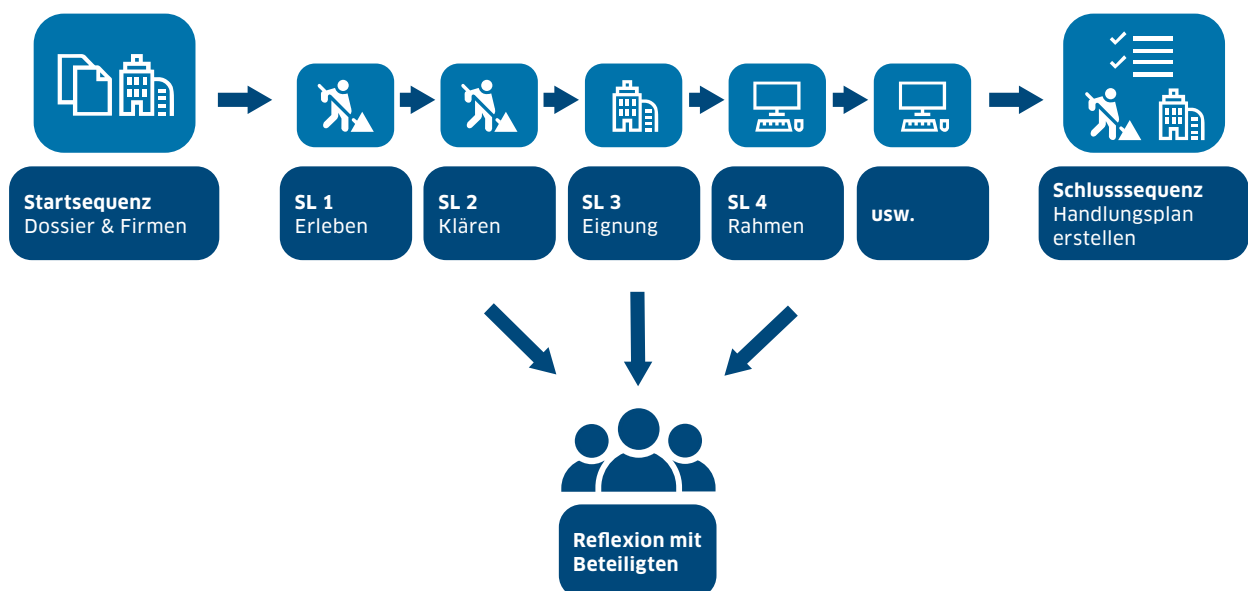 Startsequenz
Dossier & Firmen
SL 1
Erleben
SL 2
Klären
SL 3
Eignung
SL 4
Rahmen
usw.
Schlusssequenz
Handlungsplan
erstellen
Reflexion mit
Beteiligten